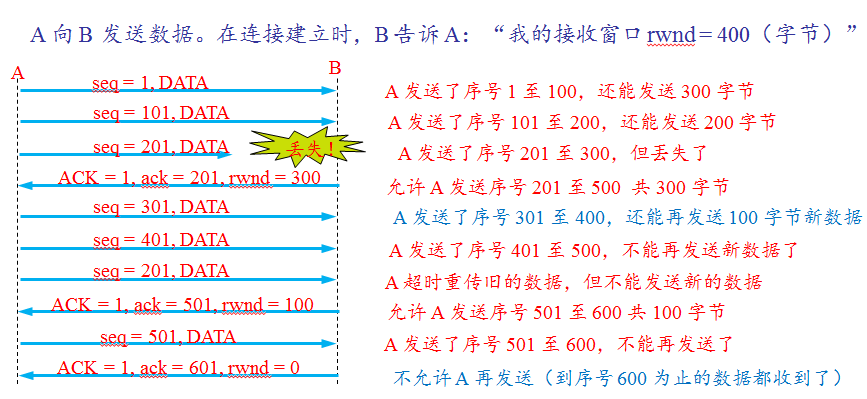 A 向 B 发送数据。在连接建立时，B 告诉 A：“我的接收窗口 rwnd = 400（字节）”
A
B
seq = 1, DATA
A 发送了序号 1 至 100，还能发送 300 字节
seq = 101, DATA
A 发送了序号 101 至 200，还能发送 200 字节
seq = 201, DATA
丢失！
A 发送了序号 201 至 300，但丢失了
ACK = 1, ack = 201, rwnd = 300
允许 A 发送序号 201 至 500 共 300 字节
seq = 301, DATA
A 发送了序号 301 至 400，还能再发送 100 字节新数据
seq = 401, DATA
A 发送了序号 401 至 500，不能再发送新数据了
seq = 201, DATA
A 超时重传旧的数据，但不能发送新的数据
ACK = 1, ack = 501, rwnd = 100
允许 A 发送序号 501 至 600 共 100 字节
seq = 501, DATA
A 发送了序号 501 至 600，不能再发送了
ACK = 1, ack = 601, rwnd = 0
不允许 A 再发送（到序号 600 为止的数据都收到了）